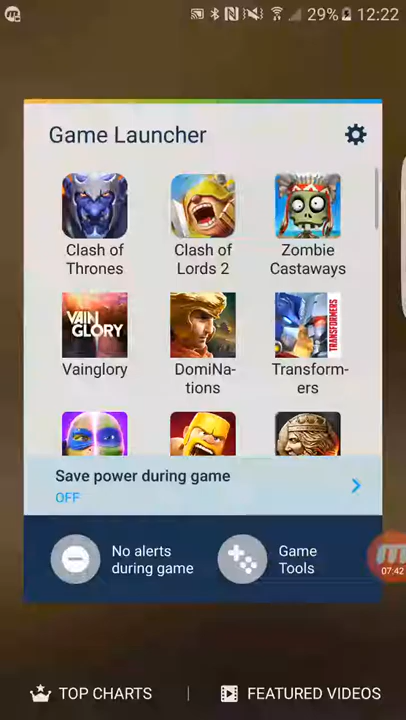 29% 12:22
Game Launcher
Clash of
Thrones
Clash of
Lords 2
Zombie
Castaways
VAIN
GLORY
TRANSFORMERS
Vainglory
DomiNa-
tions
Transform-
ers
Save power during game
OFF
No alerts
during game
Game
Tools
07:42
TOP CHARTS
FEATURED VIDEOS